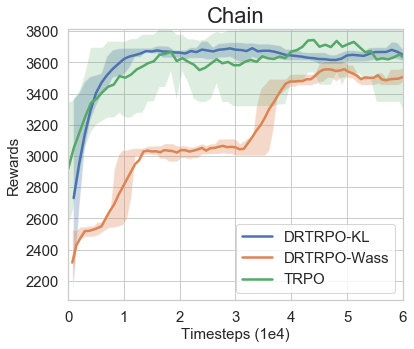 Chain
Rewards
3800
3600
3400
3200
3000
2800
2600
2400
2200
0 1 2 3 4 5 6
Timesteps (1e4)
DRTRPO-KL
DRTRPO-Wass
TRPO